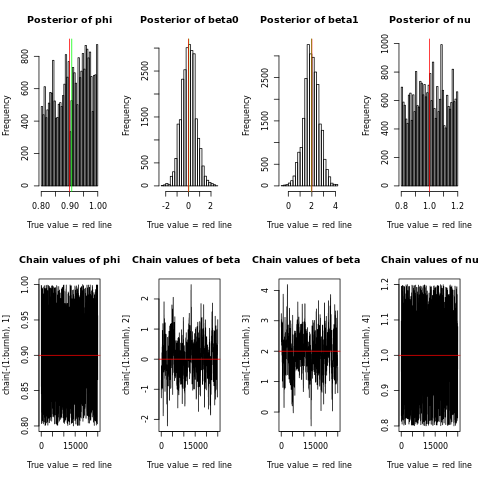 Posterior of phi
Posterior of beta0
Posterior of beta1
Posterior of nu
Frequency
0 200 400 600 800
0.80 0.90 1.00
True value = red line
Frequency
0 500 1500 2500
-2 0 2
True value = red line
Frequency
0 500 1500 2500
0 2 4
True value = red line
Frequency
0 200 400 600 800 1000
0.8 1.0 1.2
True value = red line
Chain values of phi
Chain values of beta
Chain values of beta
Chain values of nu
chain[-(1:burnIn), 1]
0.80 0.85 0.90 0.95 1.00
0 15000
True value = red line
chain[-(1:burnIn), 2]
-2 -1 0 1 2
0 15000
True value = red line
chain[-(1:burnIn), 3]
0 1 2 3 4
0 15000
True value = red line
chain[-(1:burnIn), 4]
0.8 0.9 1.0 1.1 1.2
0 15000
True value = red line